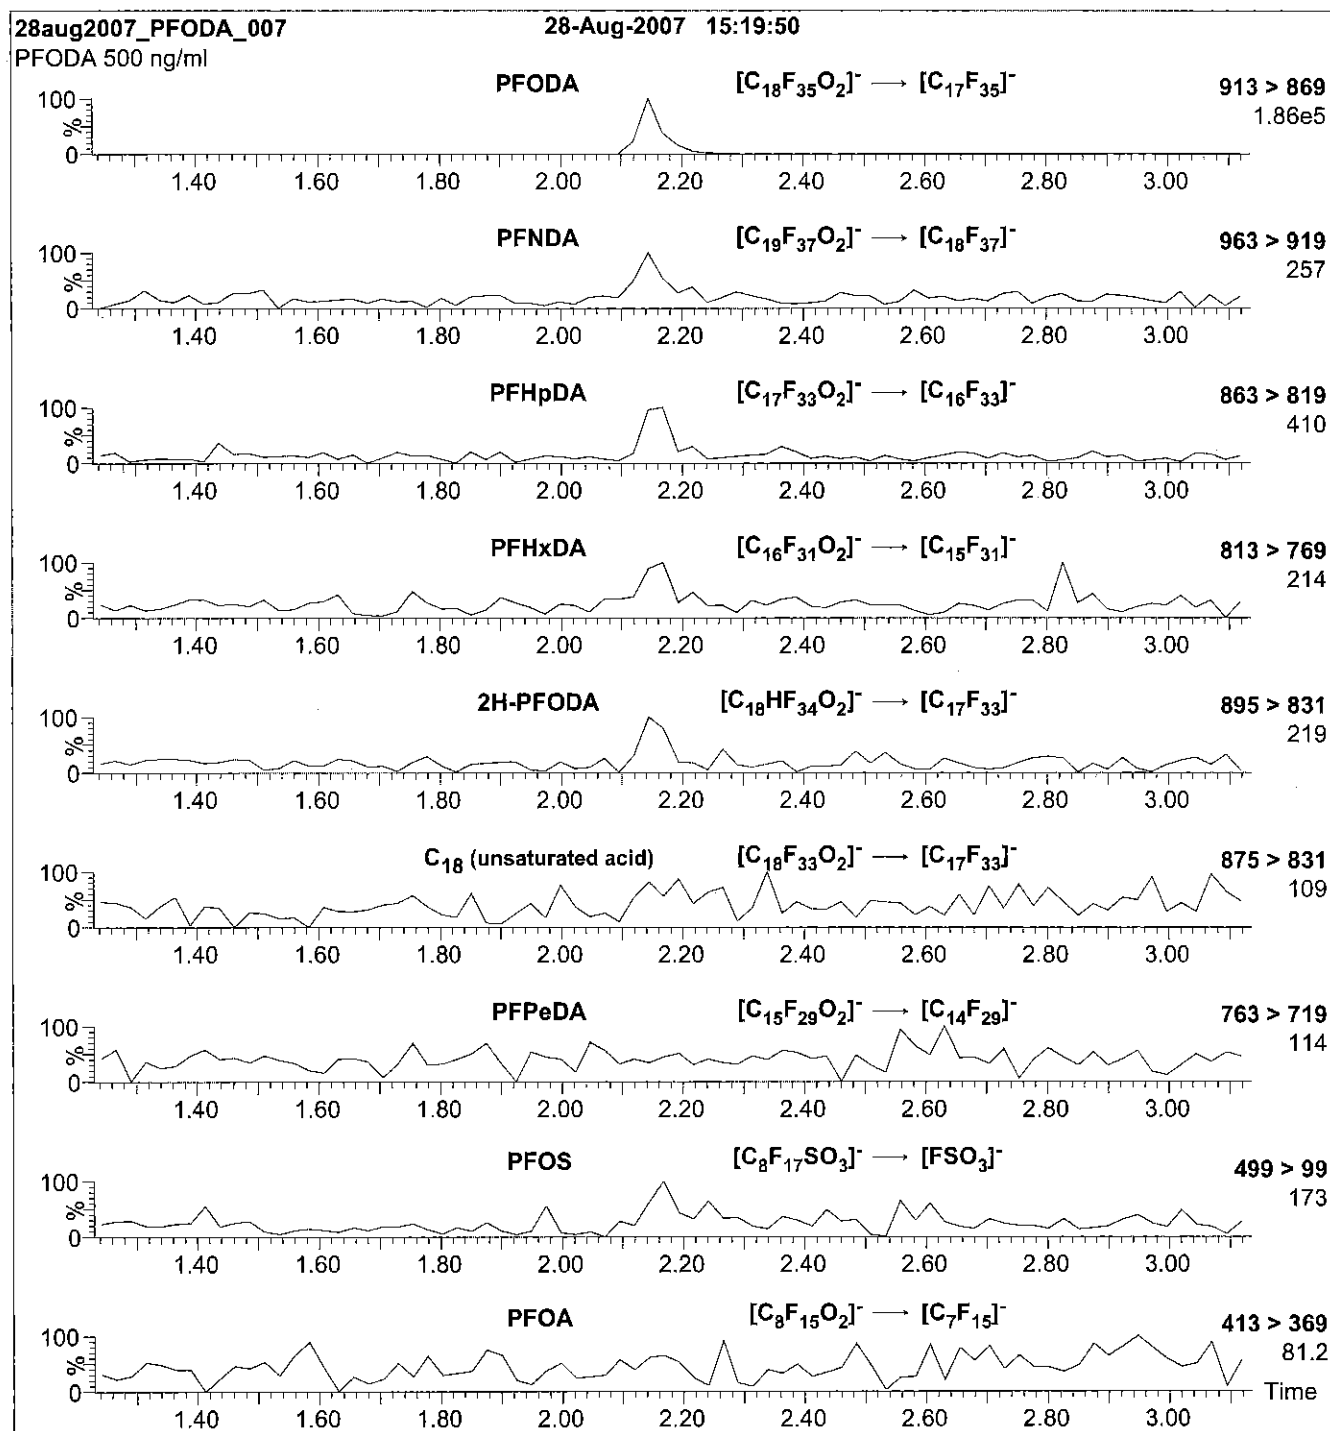 28aug2007_PFODA_007 28-Aug-2007 15:19:50
PFODA 500 ng/ml
PFODA [C18F35O2]- → [C17F35]- 913 > 869
1.86e5
100
%
0
1.40 1.60 1.80 2.00 2.20 2.40 2.60 2.80 3.00
PFNDA [C19F37O2]- → [C18F37]- 963 > 919
257
100
%
0
1.40 1.60 1.80 2.00 2.20 2.40 2.60 2.80 3.00
PFHpDA [C17F33O2]- → [C16F33]- 863 > 819
410
100
%
0
1.40 1.60 1.80 2.00 2.20 2.40 2.60 2.80 3.00
PFHxDA [C16F31O2]- → [C15F31]- 813 > 769
214
100
%
0
1.40 1.60 1.80 2.00 2.20 2.40 2.60 2.80 3.00
2H-PFODA [C18HF34O2]- → [C17F33]- 895 > 831
219
100
%
0
1.40 1.60 1.80 2.00 2.20 2.40 2.60 2.80 3.00
C18 (unsaturated acid) [C18F33O2]- → [C17F33]- 875 > 831
109
100
%
0
1.40 1.60 1.80 2.00 2.20 2.40 2.60 2.80 3.00
PFPeDA [C15F29O2]- → [C14F29]- 763 > 719
114
100
%
0
1.40 1.60 1.80 2.00 2.20 2.40 2.60 2.80 3.00
PFOS [C8F17SO3]- → [FSO3]- 499 > 99
173
100
%
0
1.40 1.60 1.80 2.00 2.20 2.40 2.60 2.80 3.00
PFOA [C8F15O2]- → [C7F15]- 413 > 369
81.2
100
%
0
Time
1.40 1.60 1.80 2.00 2.20 2.40 2.60 2.80 3.00